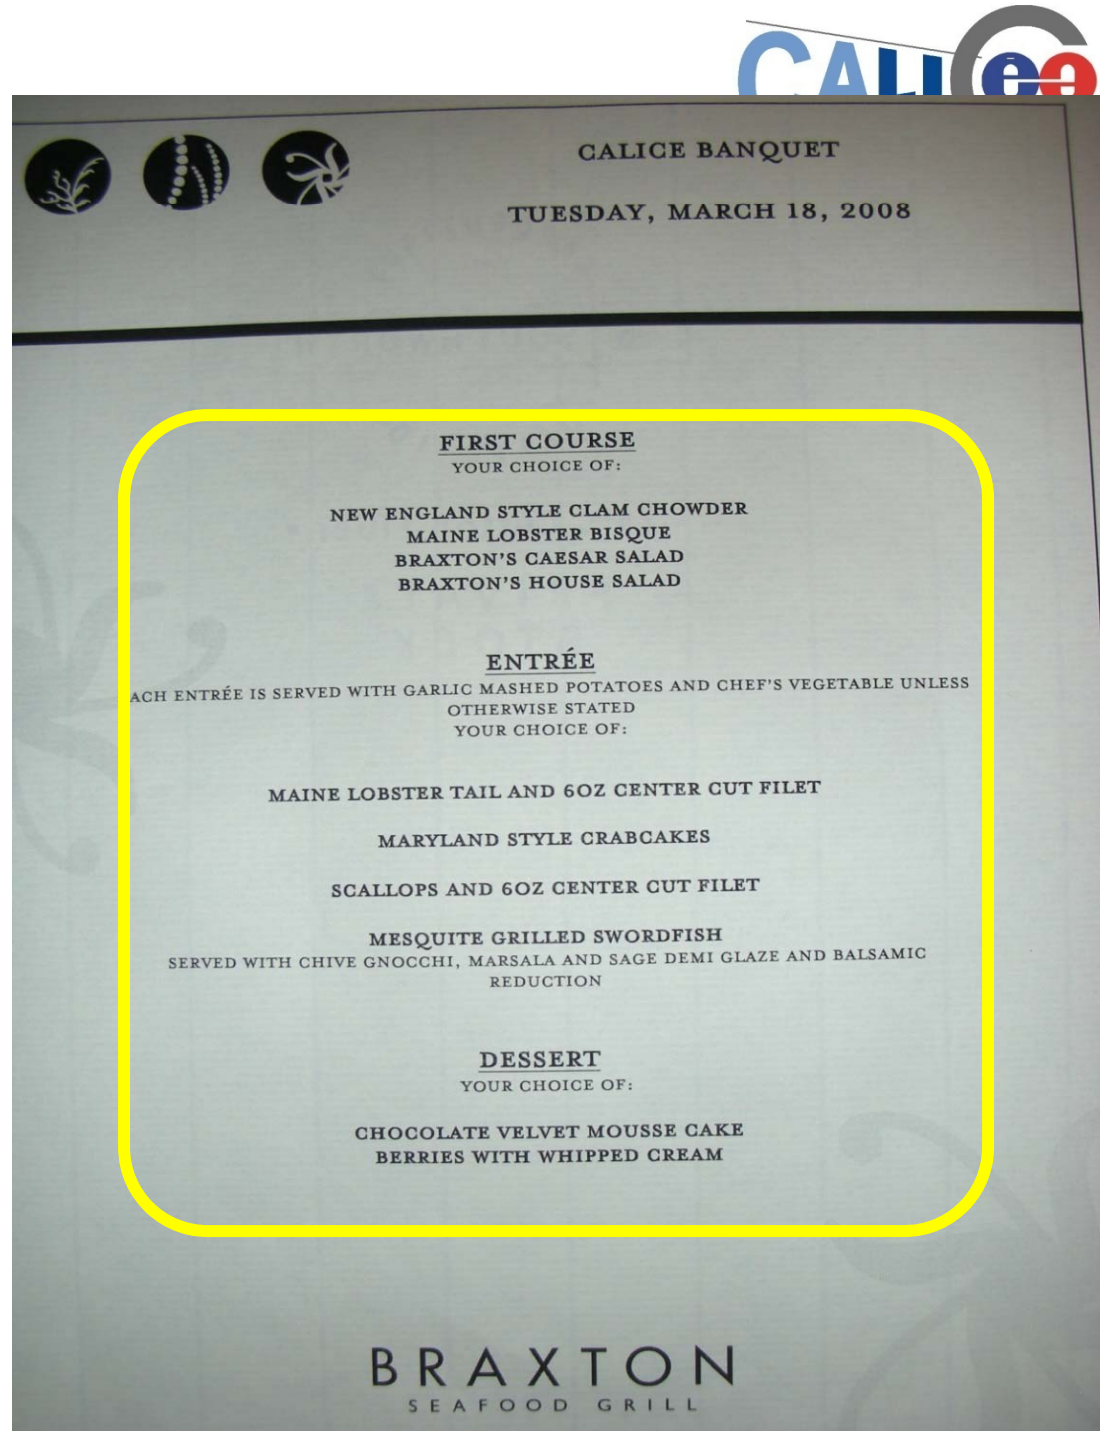 CALICE
CALICE BANQUET
TUESDAY, MARCH 18, 2008
FIRST COURSE
YOUR CHOICE OF:
NEW ENGLAND STYLE CLAM CHOWDER
MAINE LOBSTER BISQUE
BRAXTON'S CAESAR SALAD
BRAXTON'S HOUSE SALAD
ENTRÉE
ACH ENTRÉE IS SERVED WITH GARLIC MASHED POTATOES AND CHEF'S VEGETABLE UNLESS
OTHERWISE STATED
YOUR CHOICE OF:
MAINE LOBSTER TAIL AND 6OZ CENTER CUT FILET
MARYLAND STYLE CRABCAKES
SCALLOPS AND 6OZ CENTER CUT FILET
MESQUITE GRILLED SWORDFISH
SERVED WITH CHIVE GNOCCHI, MARSALA AND SAGE DEMI GLAZE AND BALSAMIC
REDUCTION
DESSERT
YOUR CHOICE OF:
CHOCOLATE VELVET MOUSSE CAKE
BERRIES WITH WHIPPED CREAM
BRAXTON
SEAFOOD GRILL